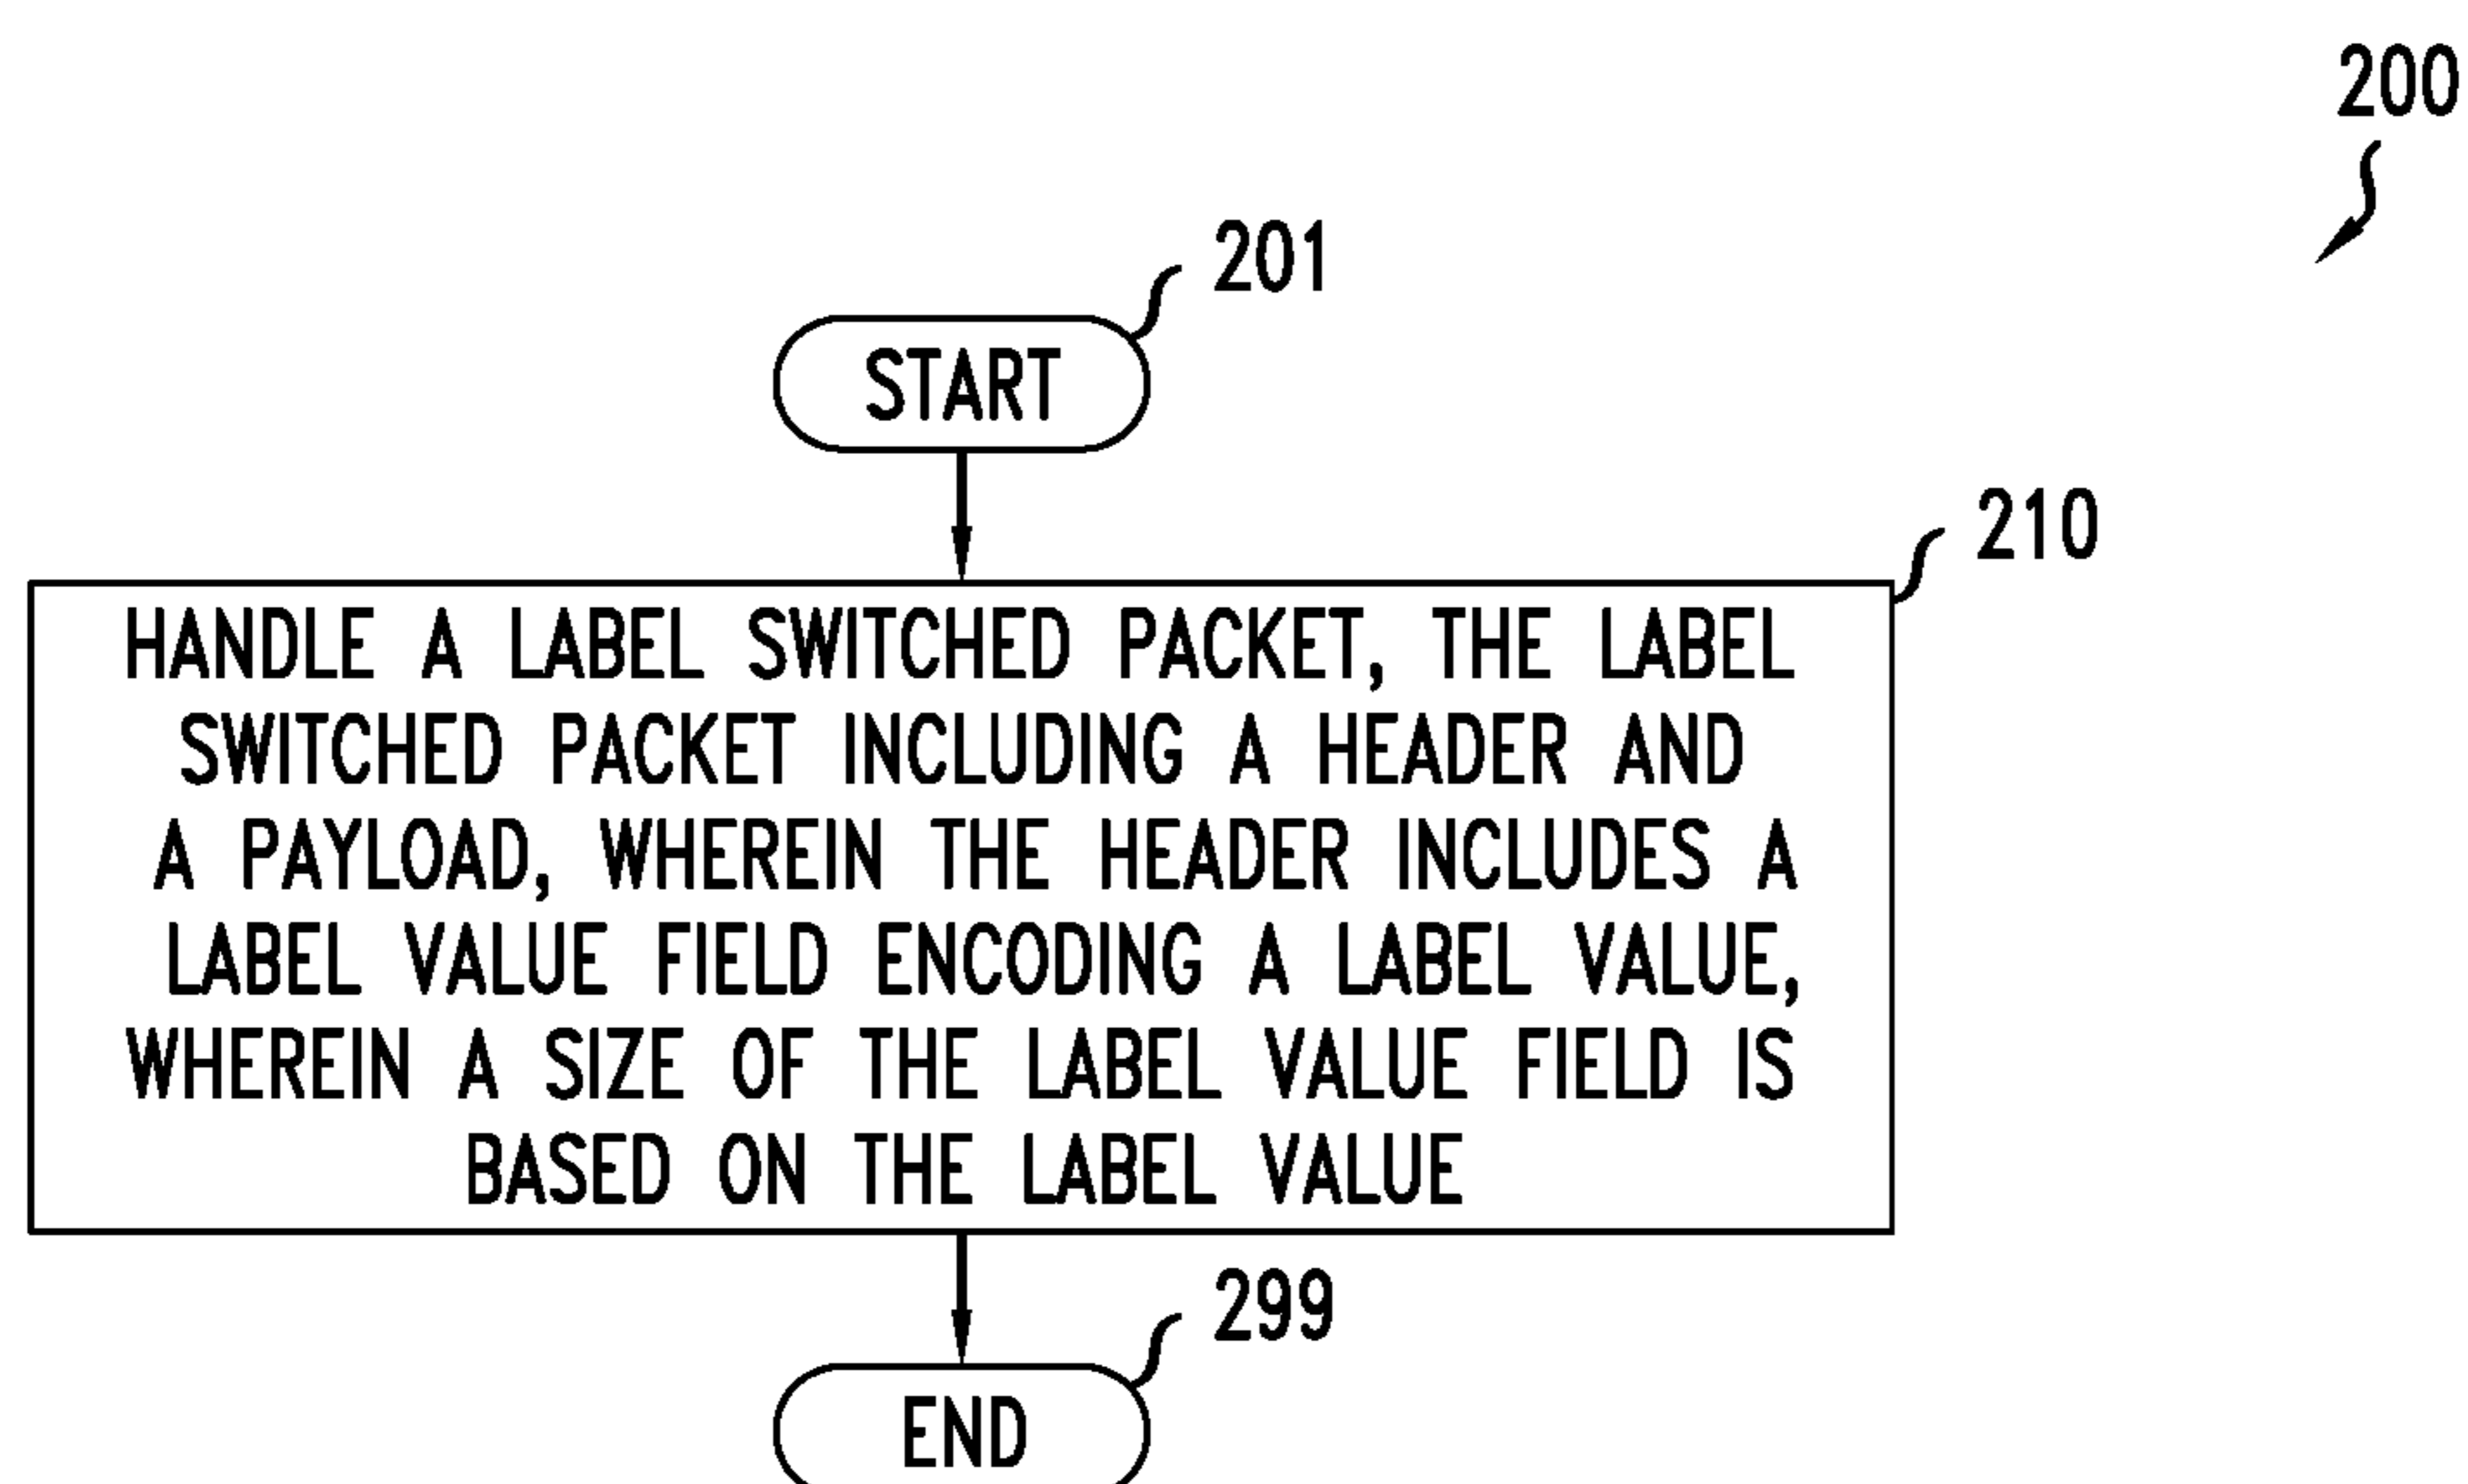 200
201
START
210
HANDLE A LABEL SWITCHED PACKET, THE LABEL
SWITCHED PACKET INCLUDING A HEADER AND
A PAYLOAD, WHEREIN THE HEADER INCLUDES A
LABEL VALUE FIELD ENCODING A LABEL VALUE,
WHEREIN A SIZE OF THE LABEL VALUE FIELD IS
BASED ON THE LABEL VALUE
299
END